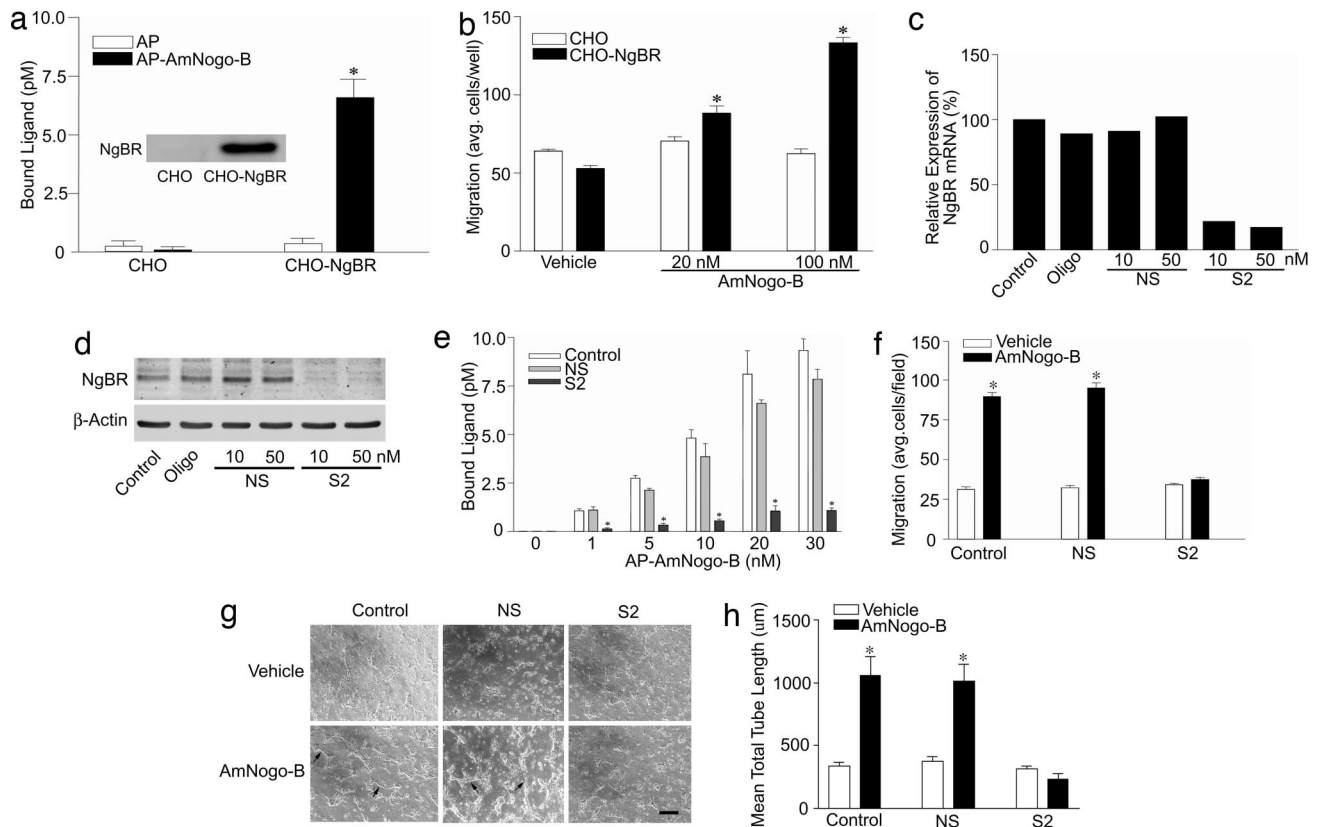 a
10.0
7.5
5.0
2.5
0
Bound Ligand (pM)
AP
AP-AmNogo-B
*
NgBR
CHO CHO-NgBR
CHO CHO-NgBR
b
150
100
50
0
Migration (avg. cells/well)
CHO
CHO-NgBR
*
*
Vehicle 20 nM 100 nM
AmNogo-B
c
150
100
50
0
Relative Expression of
NgBR mRNA (%)
Control Oligo 10 50 10 50 nM
NS S2
d
NgBR
β-Actin
Control Oligo 10 50 10 50 nM
NS S2
e
10.0
7.5
5.0
2.5
0
Bound Ligand (pM)
Control
NS
S2
* * * * *
0 1 5 10 20 30
AP-AmNogo-B (nM)
f
150
100
75
50
25
0
Migration (avg.cells/field)
Vehicle
AmNogo-B
* *
Control NS S2
g
Control NS S2
Vehicle
AmNogo-B
h
1500
1000
500
0
Mean Total Tube Length (um)
Vehicle
AmNogo-B
* *
Control NS S2